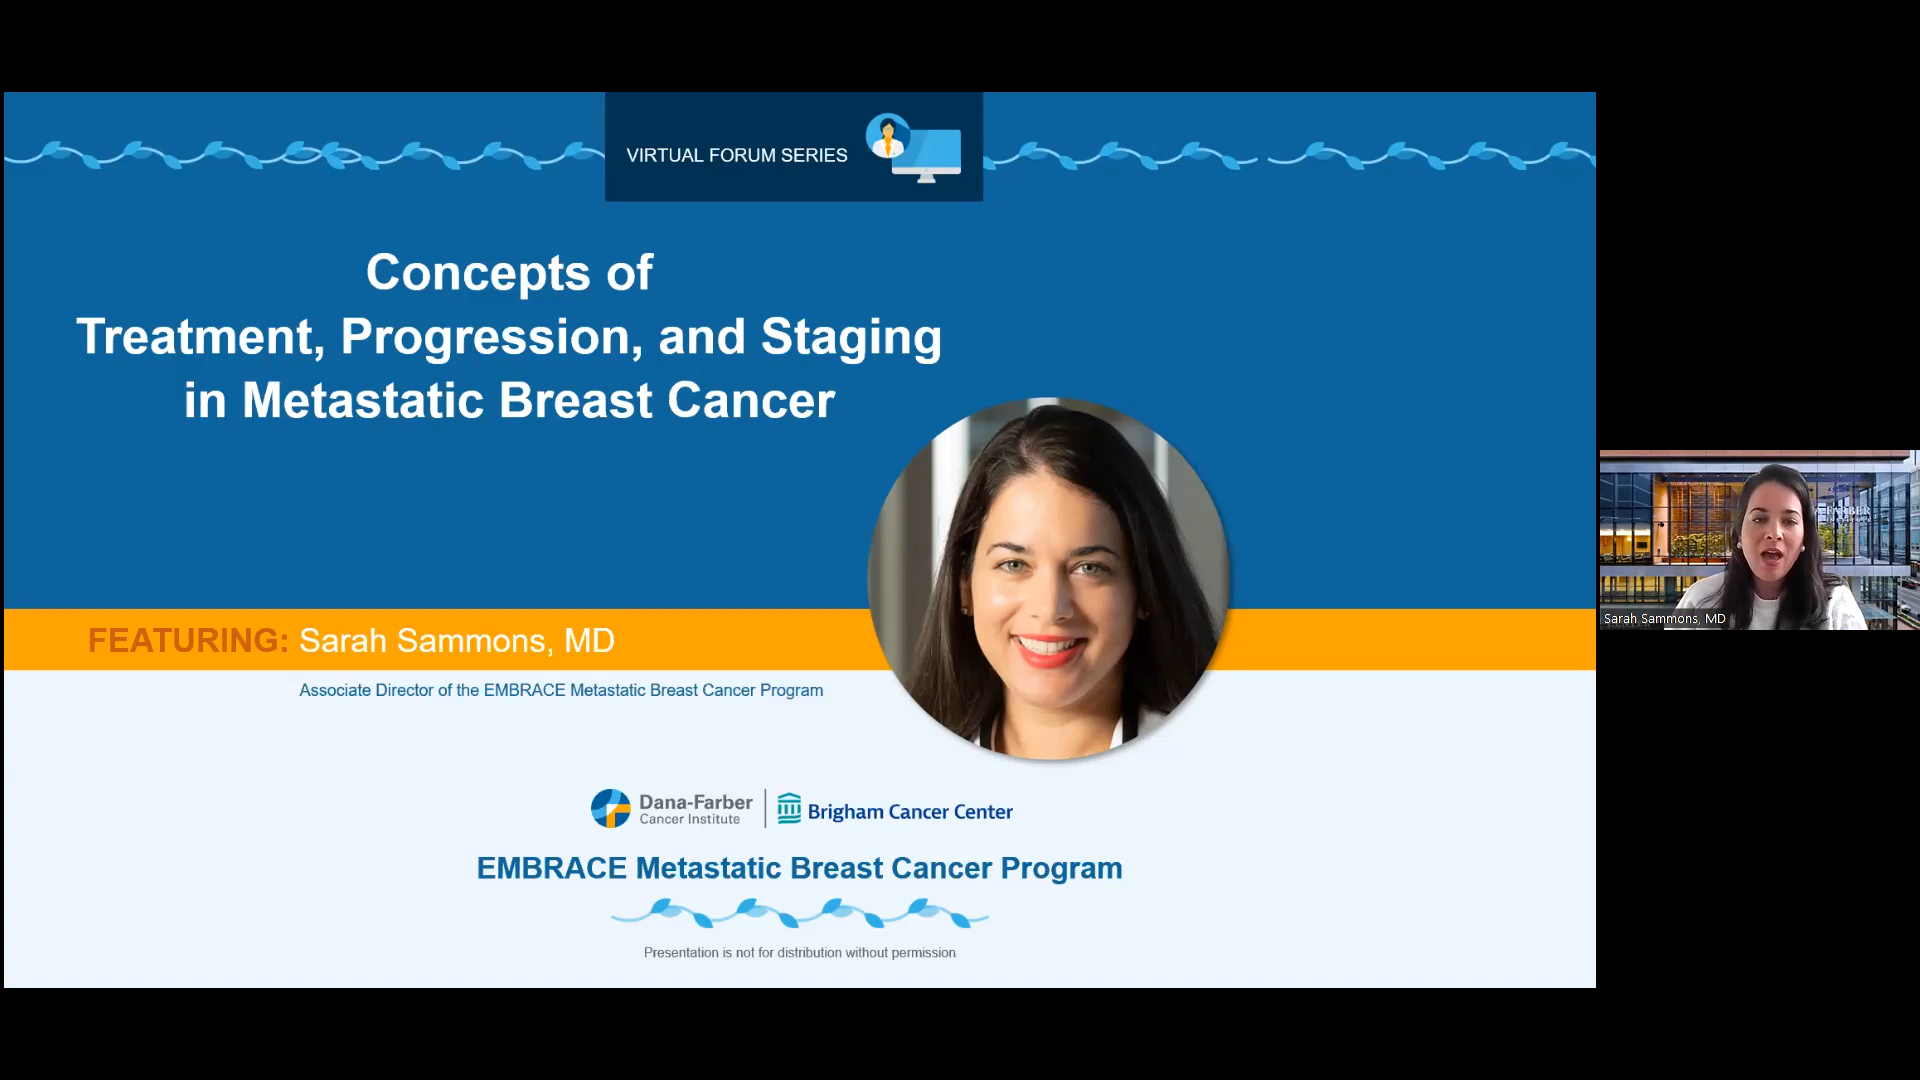 VIRTUAL FORUM SERIES
Concepts of
Treatment, Progression, and Staging
in Metastatic Breast Cancer
FEATURING: Sarah Sammons, MD
Associate Director of the EMBRACE Metastatic Breast Cancer Program
Dana-Farber
Cancer Institute
Brigham Cancer Center
EMBRACE Metastatic Breast Cancer Program
Presentation is not for distribution without permission
FARBER
Sarah Sammons, MD